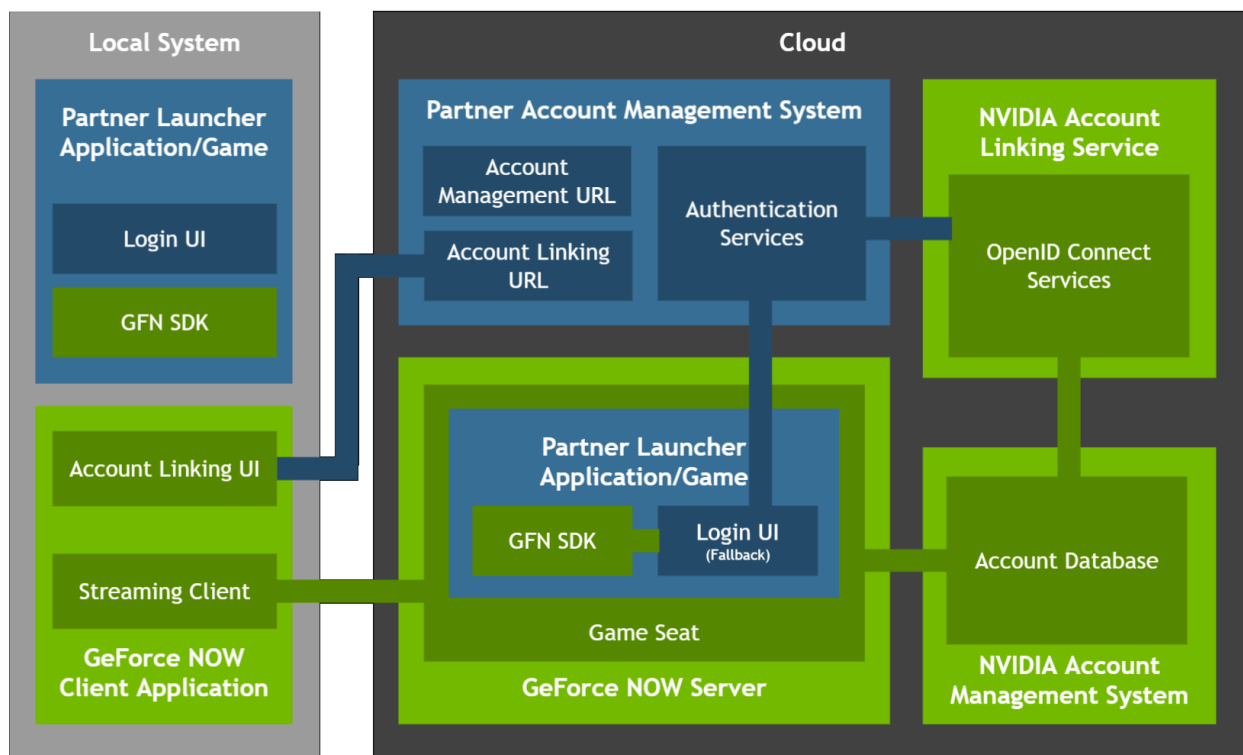 Local System
Partner Launcher
Application/Game
Login UI
GFN SDK
Account Linking UI
Streaming Client
GeForce NOW
Client Application
Cloud
Partner Account Management System
Account
Management URL
Account Linking
URL
Authentication
Services
NVIDIA Account
Linking Service
OpenID Connect
Services
Partner Launcher
Application/Game
GFN SDK
Login UI
(Fallback)
Game Seat
GeForce NOW Server
Account Database
NVIDIA Account
Management System